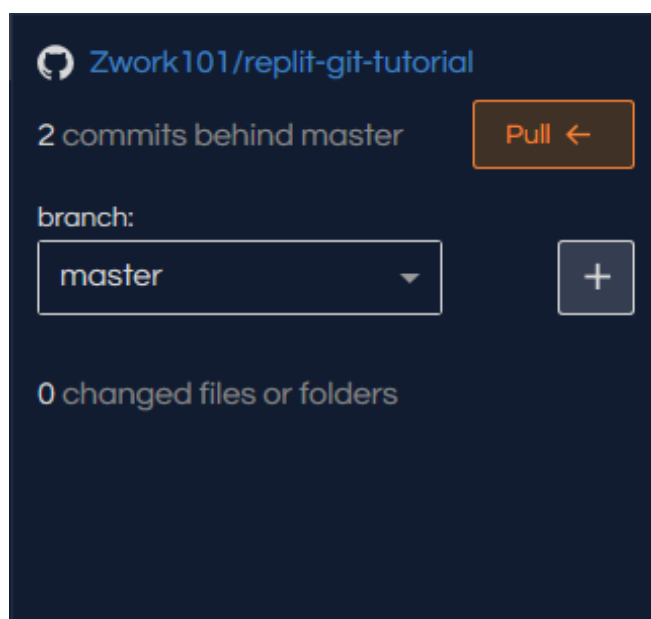 Zwork101/replit-git-tutorial
2 commits behind master
Pull ←
branch:
master
+
0 changed files or folders